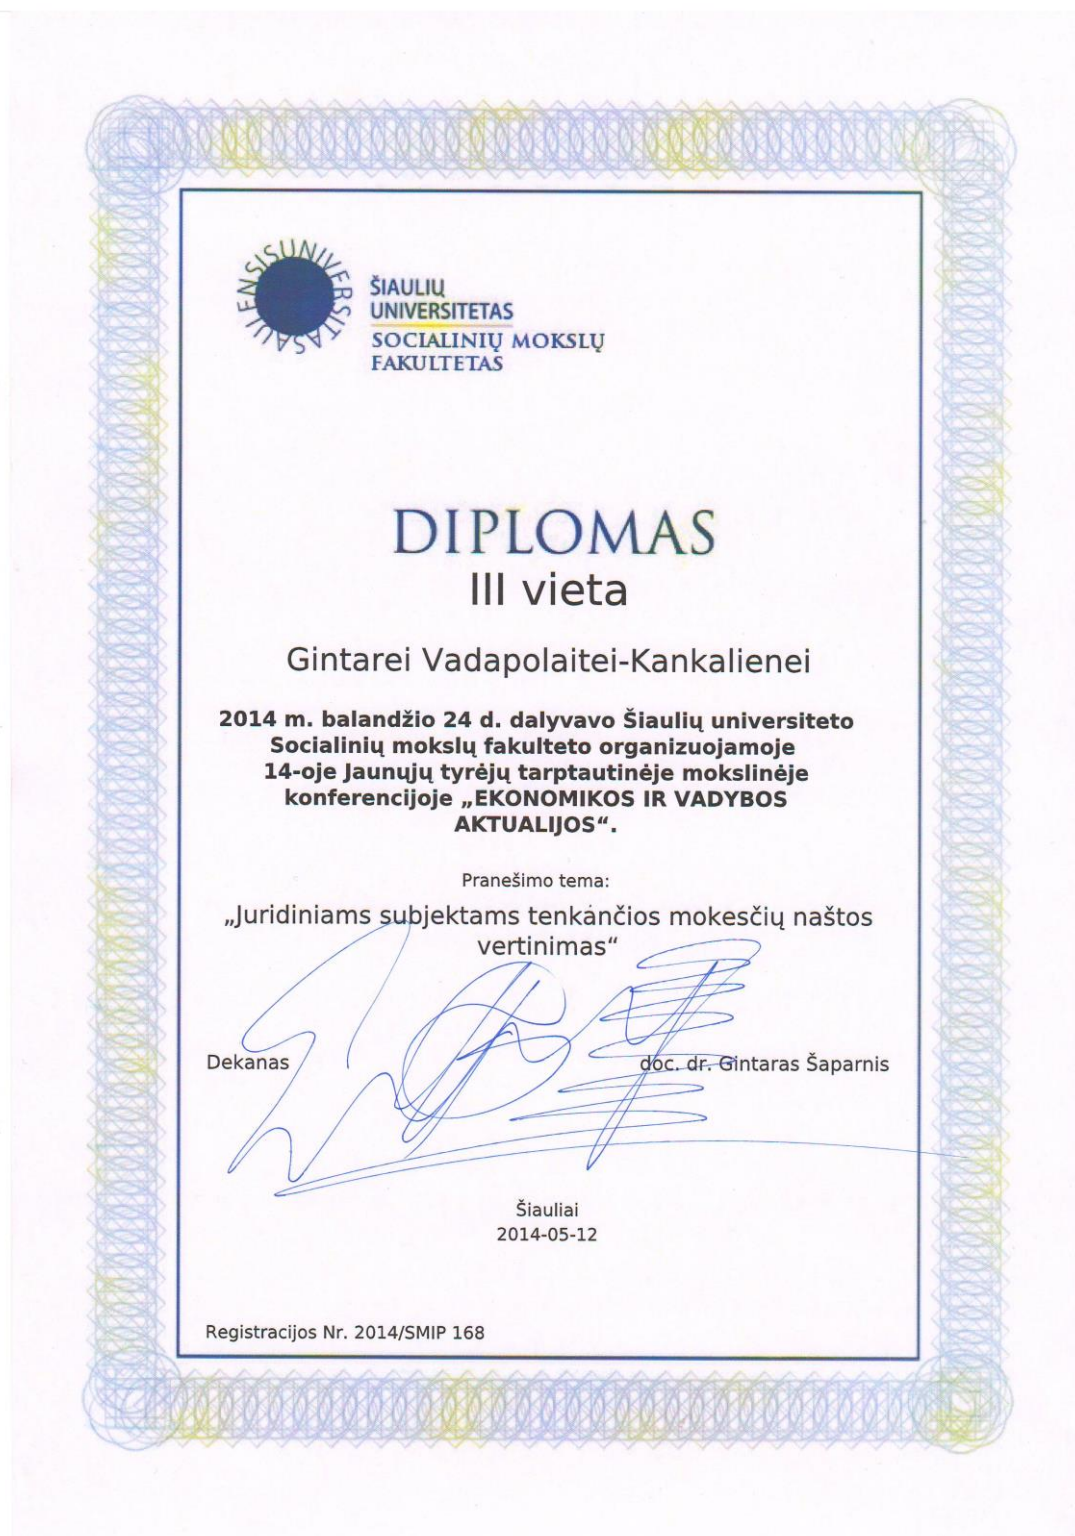 SAULENSISUNIVERSITAS
ŠIAULIŲ
UNIVERSITETAS
SOCIALINIŲ MOKSLŲ
FAKULTETAS
DIPLOMAS
III vieta
Gintarei Vadapolaitei-Kankalienei
2014 m. balandžio 24 d. dalyvavo Šiaulių universiteto
Socialinių mokslų fakulteto organizuojamoje
14-oje Jaunųjų tyrėjų tarptautinėje mokslinėje
konferencijoje „EKONOMIKOS IR VADYBOS
AKTUALIJOS“.
Pranešimo tema:
„Juridiniams subjektams tenkančios mokesčių naštos
vertinimas“
Dekanas doc. dr. Gintaras Šaparnis
Šiauliai
2014-05-12
Registracijos Nr. 2014/SMIP 168